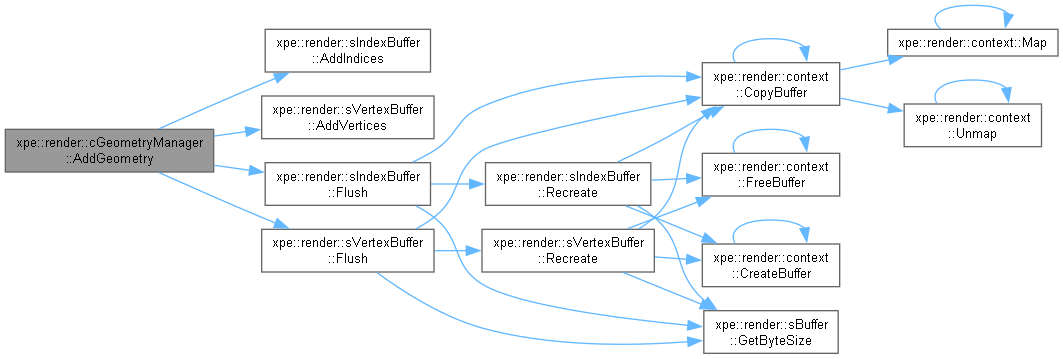 xpe::render::cGeometryManager
::AddGeometry
xpe::render::sIndexBuffer
::AddIndices
xpe::render::sVertexBuffer
::AddVertices
xpe::render::sIndexBuffer
::Flush
xpe::render::sVertexBuffer
::Flush
xpe::render::sIndexBuffer
::Recreate
xpe::render::sVertexBuffer
::Recreate
xpe::render::context
::CopyBuffer
xpe::render::context
::FreeBuffer
xpe::render::context
::CreateBuffer
xpe::render::sBuffer
::GetByteSize
xpe::render::context::Map
xpe::render::context
::Unmap